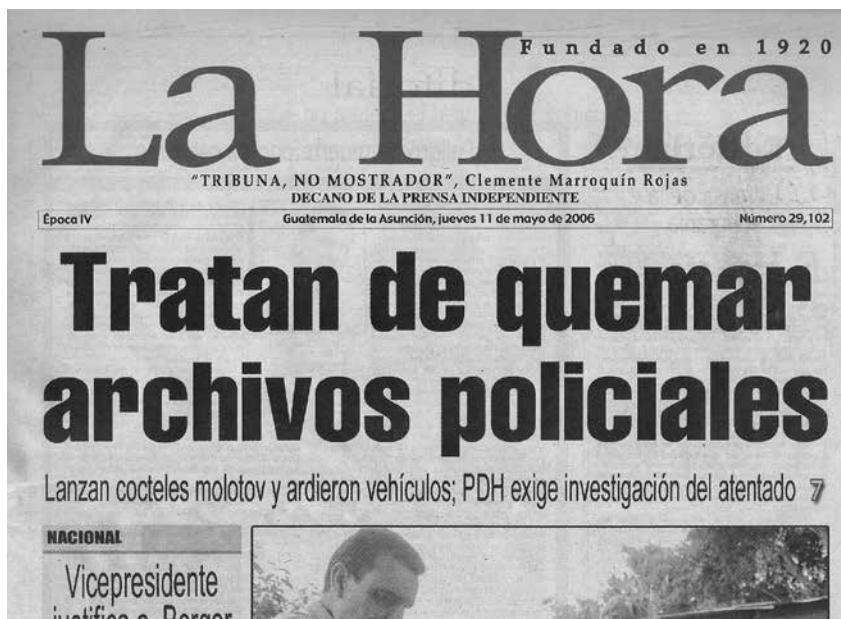 Fundado en 1920
La Hora
"TRIBUNA, NO MOSTRADOR", Clemente Marroquín Rojas
DECANO DE LA PRENSA INDEPENDIENTE
Época IV Guatemala de la Asunción, jueves 11 de mayo de 2006 Número 29,102
Tratan de quemar
archivos policiales
Lanzan cocteles molotov y ardieron vehículos; PDH exige investigación del atentado 7
NACIONAL
Vicepresidente
justifica a Berger